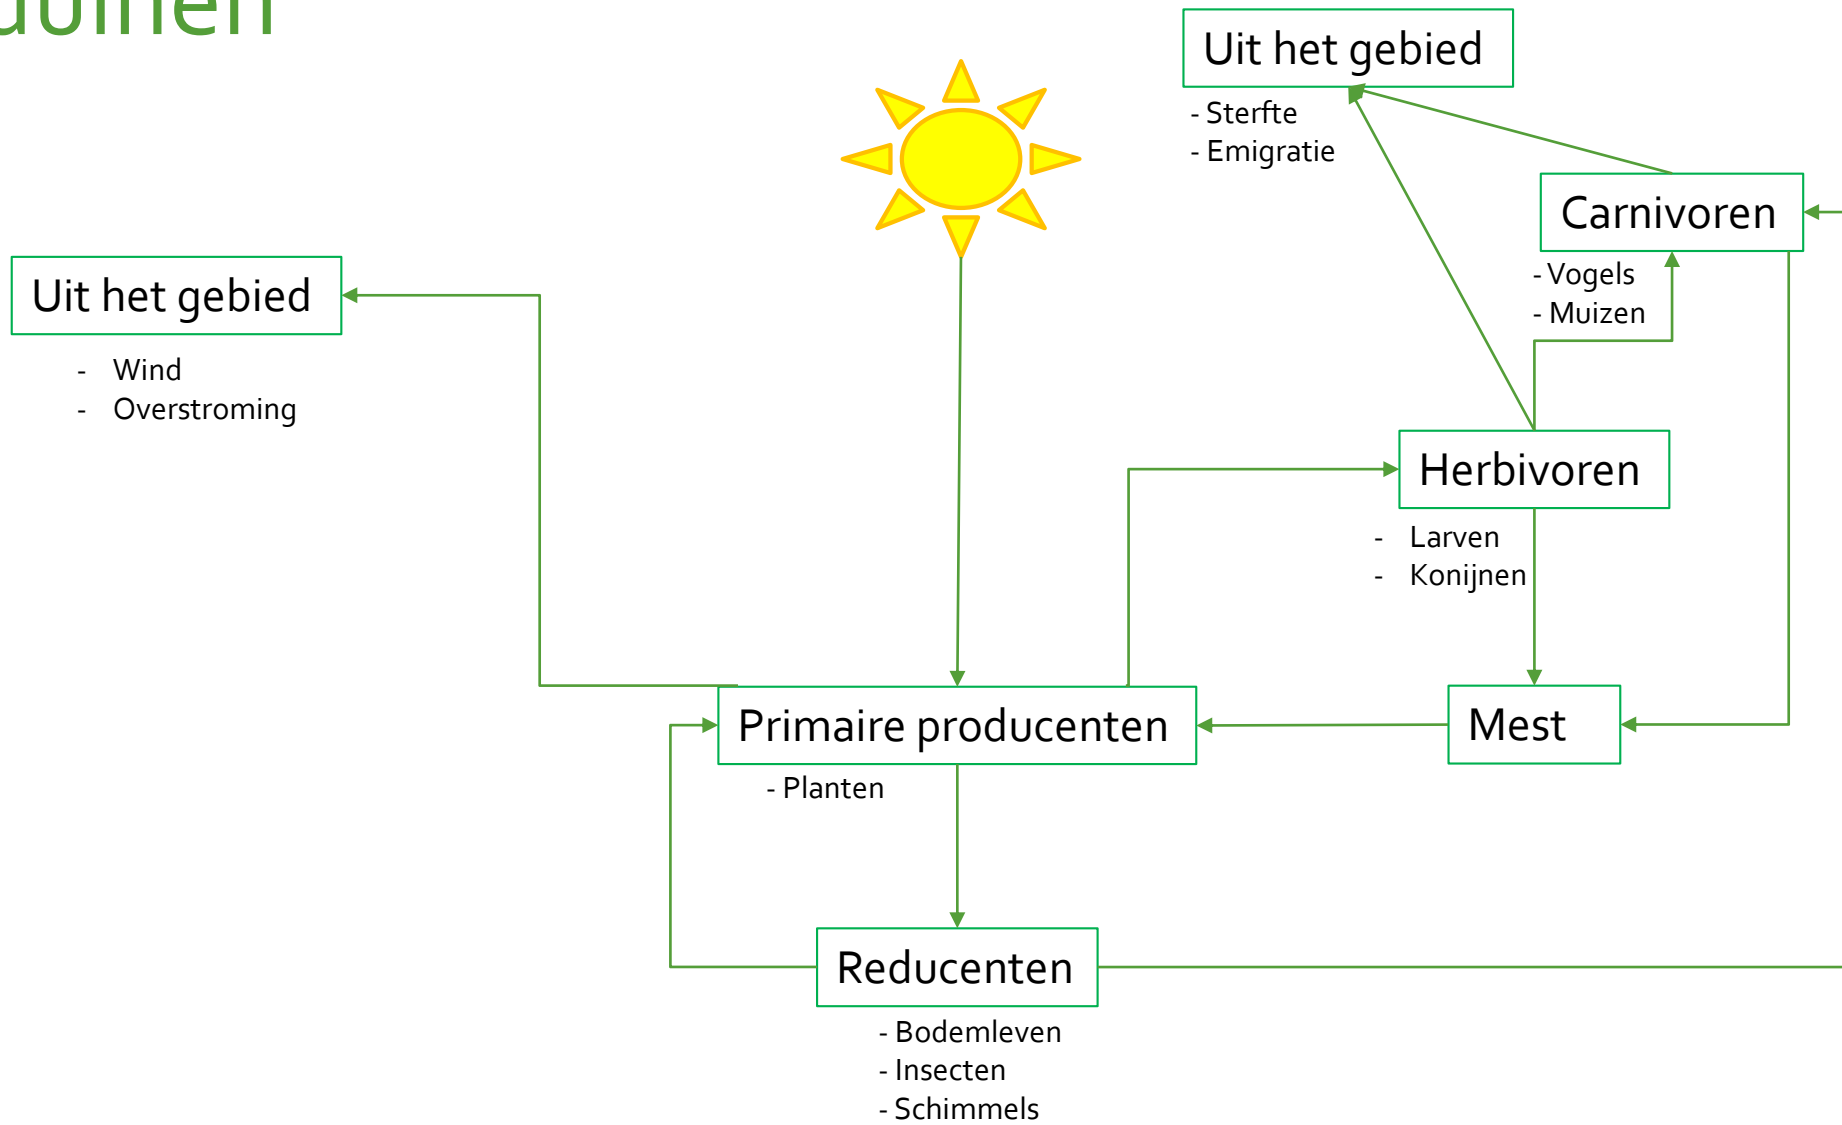 duinen
Uit het gebied
- Sterfte
- Emigratie
Carnivoren
- Vogels
- Muizen
Uit het gebied
- Wind
- Overstroming
Herbivoren
- Larven
- Konijnen
Primaire producenten
- Planten
Mest
Reducenten
- Bodemleven
- Insecten
- Schimmels